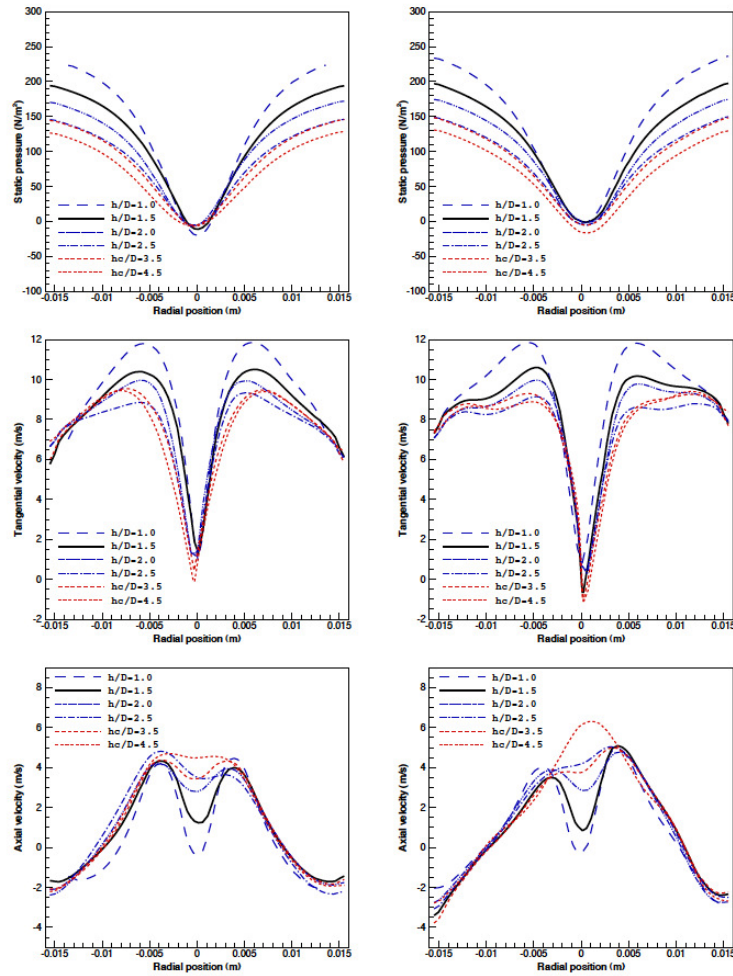 300
250
200
150
100
50
0
-50
-100
Static pressure (N/m²)
h/D=1.0
h/D=1.5
h/D=2.0
h/D=2.5
hc/D=3.5
hc/D=4.5
-0.015 -0.01 -0.005 0 0.005 0.01 0.015
Radial position (m)
300
250
200
150
100
50
0
-50
-100
Static pressure (N/m²)
h/D=1.0
h/D=1.5
h/D=2.0
h/D=2.5
hc/D=3.5
hc/D=4.5
-0.015 -0.01 -0.005 0 0.005 0.01 0.015
Radial position (m)
12
10
8
6
4
2
0
-2
Tangential velocity (m/s)
h/D=1.0
h/D=1.5
h/D=2.0
h/D=2.5
hc/D=3.5
hc/D=4.5
-0.015 -0.01 -0.005 0 0.005 0.01 0.015
Radial position (m)
12
10
8
6
4
2
0
-2
Tangential velocity (m/s)
h/D=1.0
h/D=1.5
h/D=2.0
h/D=2.5
hc/D=3.5
hc/D=4.5
-0.015 -0.01 -0.005 0 0.005 0.01 0.015
Radial position (m)
8
6
4
2
0
-2
-4
Axial velocity (m/s)
h/D=1.0
h/D=1.5
h/D=2.0
h/D=2.5
hc/D=3.5
hc/D=4.5
-0.015 -0.01 -0.005 0 0.005 0.01 0.015
Radial position (m)
8
6
4
2
0
-2
-4
Axial velocity (m/s)
h/D=1.0
h/D=1.5
h/D=2.0
h/D=2.5
hc/D=3.5
hc/D=4.5
-0.015 -0.01 -0.005 0 0.005 0.01 0.015
Radial position (m)